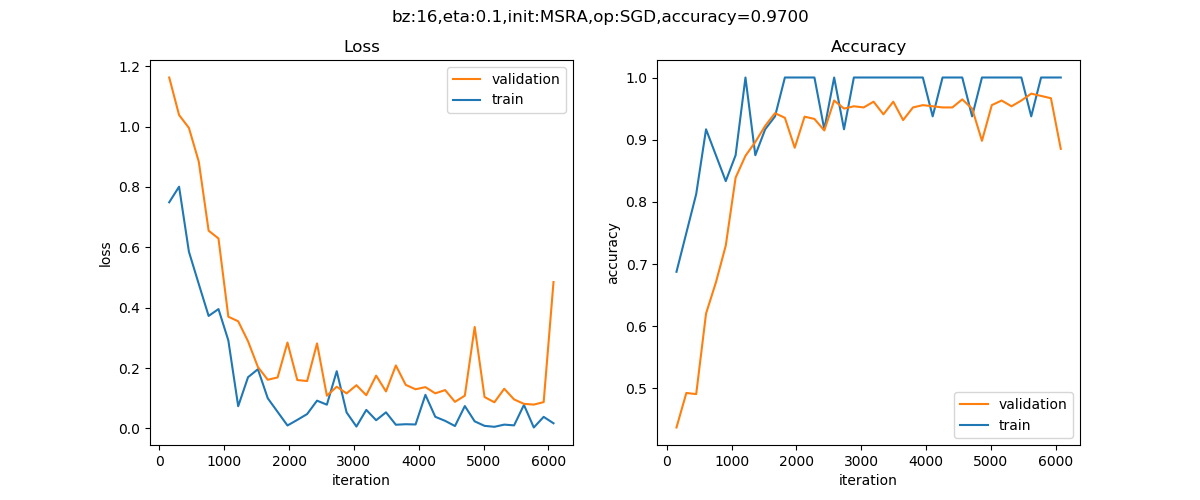 bz:16,eta:0.1,init:MSRA,op:SGD,accuracy=0.9700
Loss
1.2
1.0
0.8
0.6
0.4
0.2
0.0
loss
0
1000
2000
3000
4000
5000
6000
iteration
validation
train
Accuracy
1.0
0.9
0.8
0.7
0.6
0.5
accuracy
0
1000
2000
3000
4000
5000
6000
iteration
validation
train